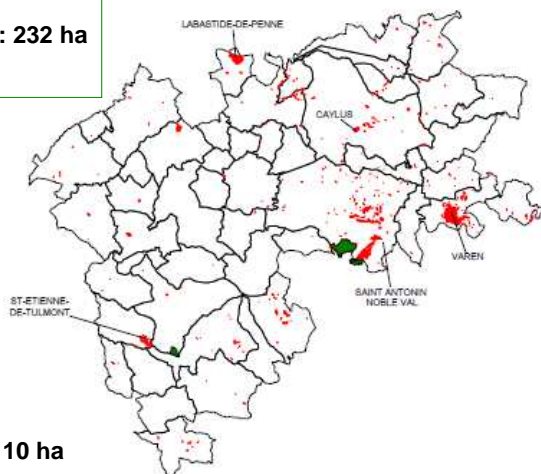 : 232 ha
LABASTIDE-DE-PENNE
CAYLUS
VAREN
SAINT ANTONIN
NOBLE VAL
ST-ETIENNE-
DE-TULMONT
10 ha